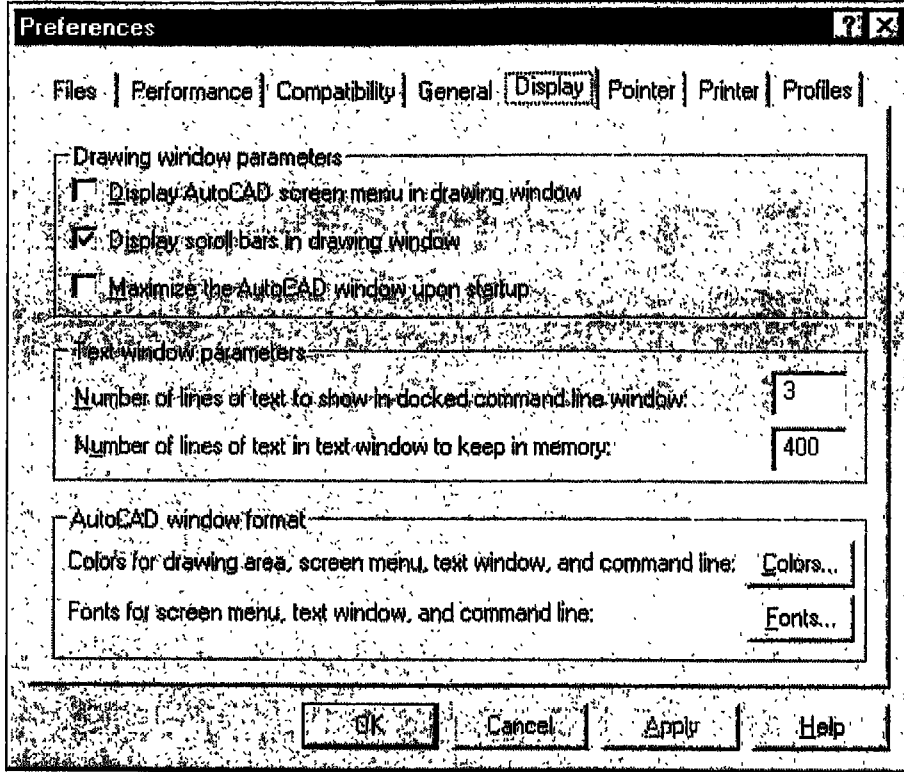 Preferences
Files Performance Compatibility General Display Pointer Printer Profiles
Drawing window parameters
Display AutoCAD screen menu in drawing window
Display scroll bars in drawing window
Maximize the AutoCAD window upon startup
Text window parameters
Number of lines of text to show in docked command line window: 3
Number of lines of text in text window to keep in memory: 400
AutoCAD window format
Colors for drawing area, screen menu, text window, and command line: Colors...
Fonts for screen menu, text window, and command line: Fonts...
OK Cancel Apply Help